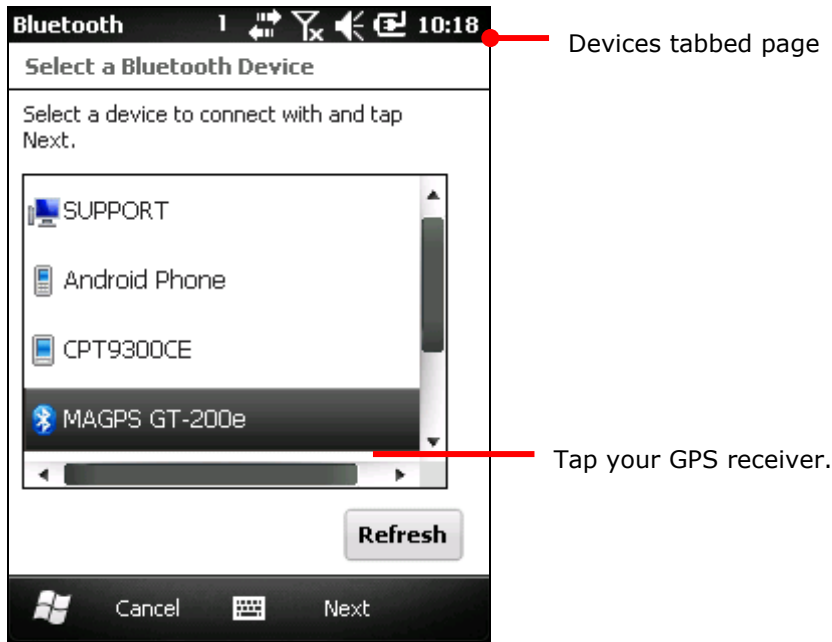 Bluetooth 1 10:18
Devices tabbed page
Select a Bluetooth Device
Select a device to connect with and tap
Next.
SUPPORT
Android Phone
CPT9300CE
MAGPS GT-200e
Tap your GPS receiver.
Refresh
Cancel Next